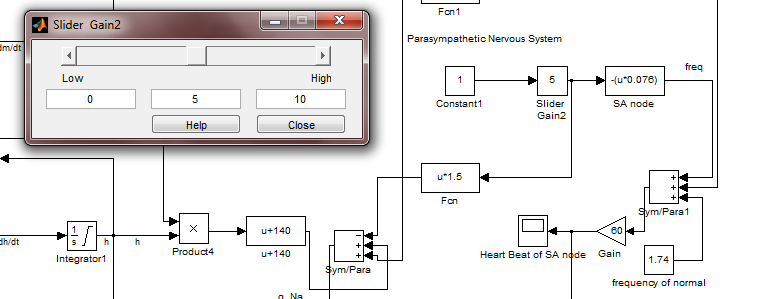 Fcn1
Slider Gain2
dm/dt
Parasympathetic Nervous System
Low
High
0
5
10
Help
Close
1
Constant1
5
Slider
Gain2
-(u*0.076)
SA node
freq
u*1.5
Fcn
dh/dt
1
s
Integrator1
h
h
×
Product4
u+140
u+140
−
+
+
Sym/Para
g_Na
Heart Beat of SA node
60
Gain
+
+
+
Sym/Para1
1.74
frequency of normal